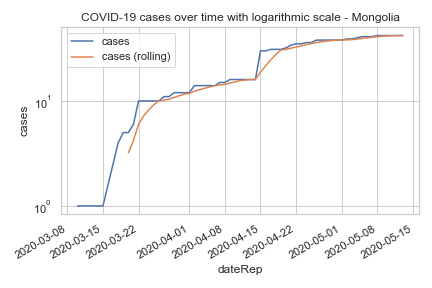 COVID-19 cases over time with logarithmic scale - Mongolia
cases
cases (rolling)
10¹
10⁰
cases
2020-03-08
2020-03-15
2020-03-22
2020-04-01
2020-04-08
2020-04-15
2020-04-22
2020-05-01
2020-05-08
2020-05-15
dateRep